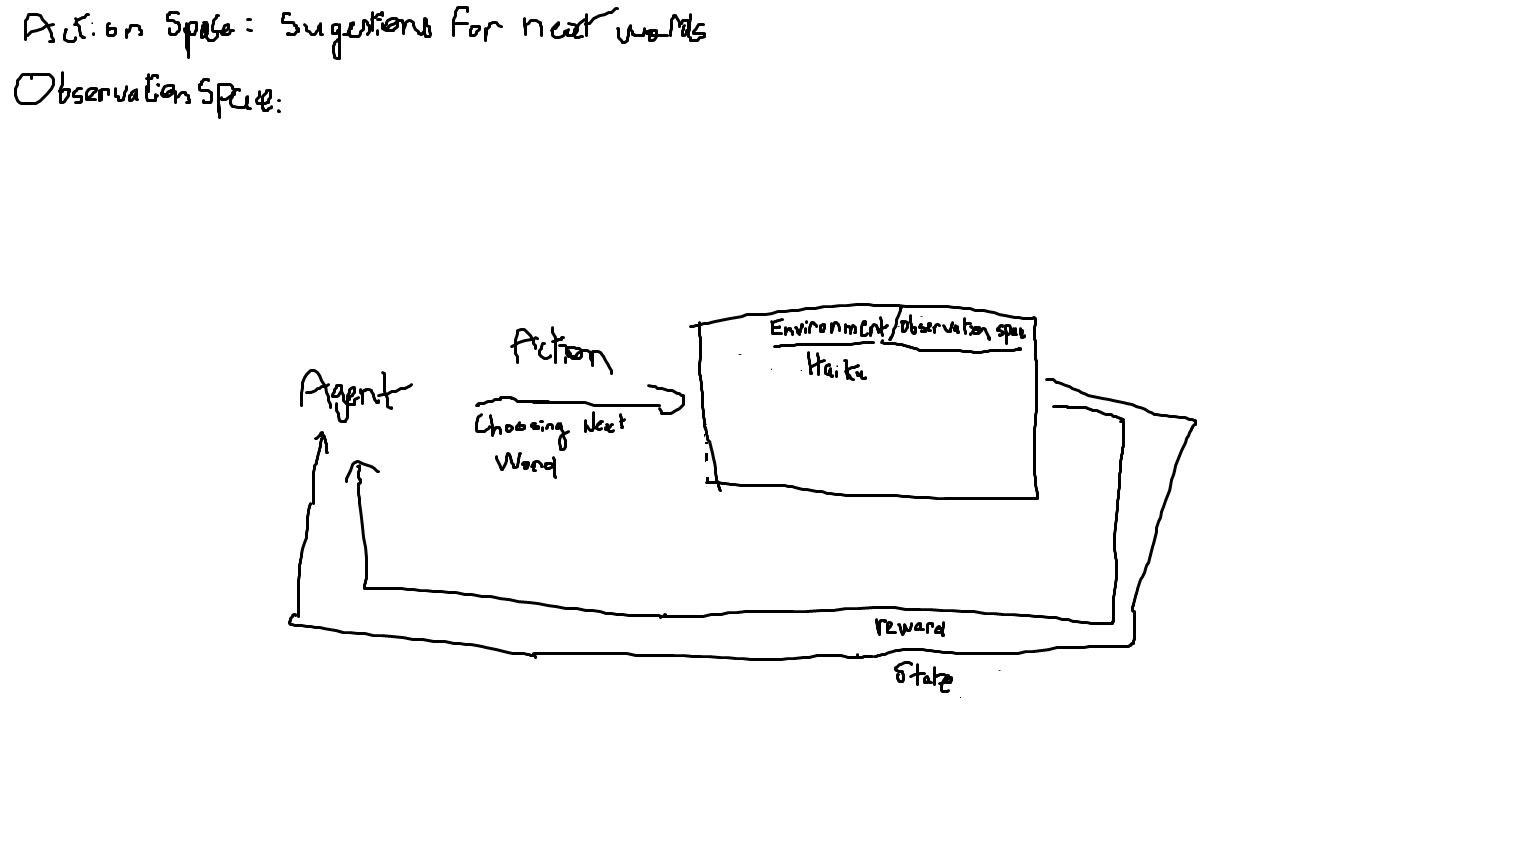 Action Space: Sugestions For next words
Observation Space:
Environment/Observation space
Haiku
Action
Agent
Choosing Next
Word
reward
State